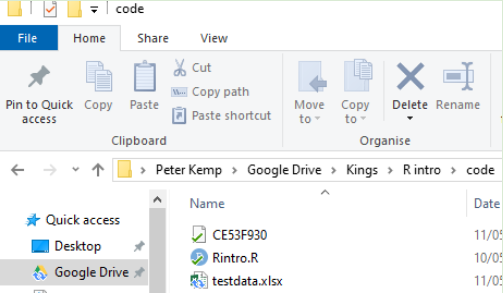 code
File Home Share View
Pin to Quick access
Copy
Paste
Cut
Copy path
Paste shortcut
Move to
Copy to
Delete
Rename
Clipboard
Organise
Peter Kemp > Google Drive > Kings > R intro > code
Quick access
Desktop
Google Drive
Name
CE53F930 11/05
Rintro.R 10/05
testdata.xlsx 11/05